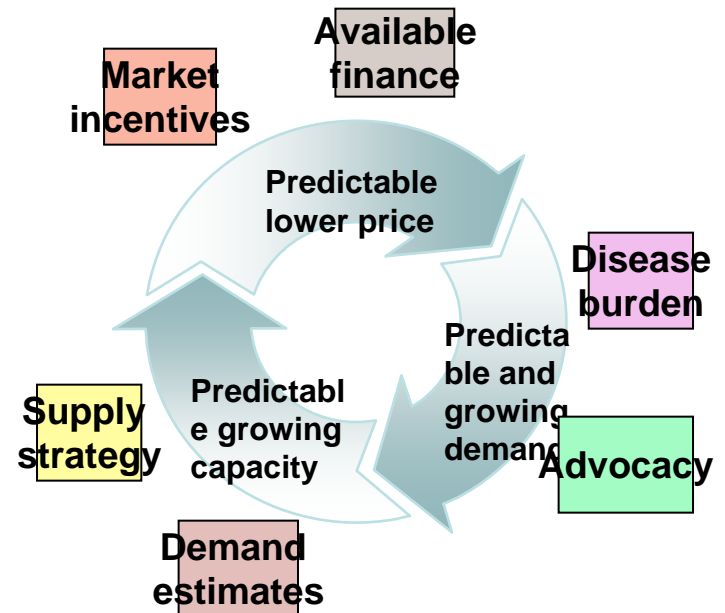 Available
finance
Market
incentives
Predictable
lower price
Disease
burden
Predicta
ble and
growing
demand
Advocacy
Predictabl
e growing
capacity
Supply
strategy
Demand
estimates